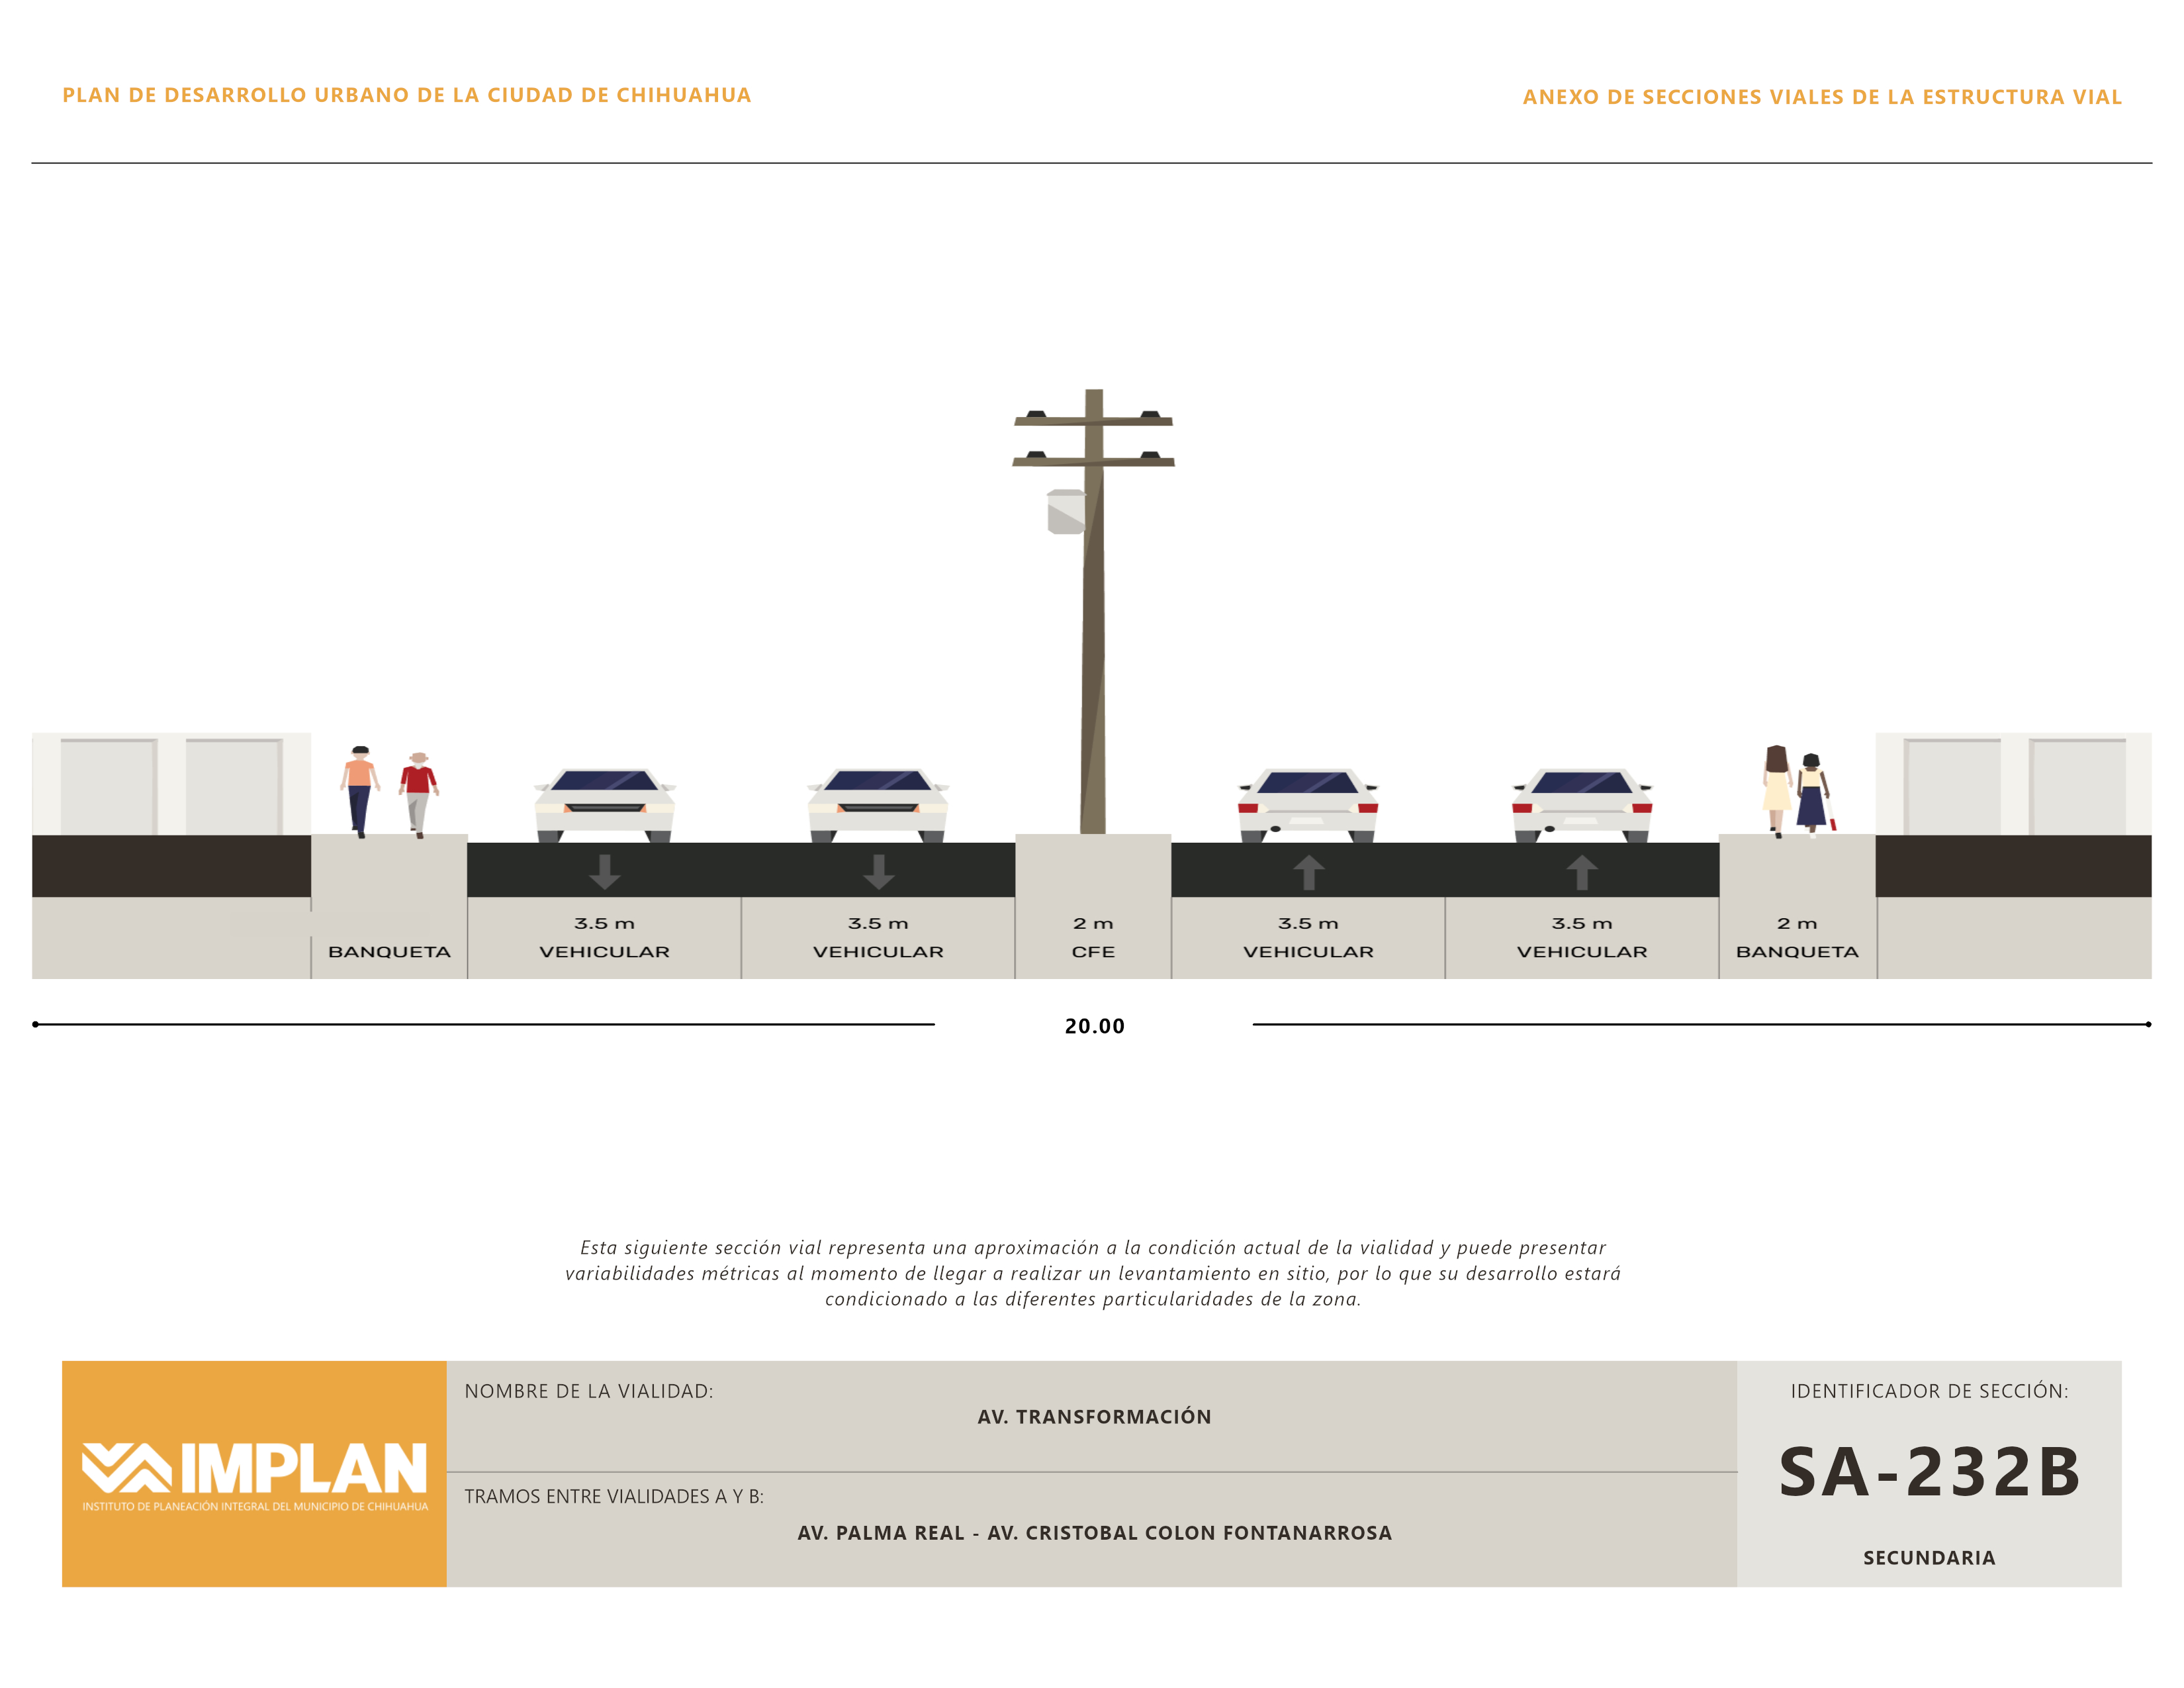 PLAN DE DESARROLLO URBANO DE LA CIUDAD DE CHIHUAHUA
ANEXO DE SECCIONES VIALES DE LA ESTRUCTURA VIAL
3.5 m
3.5 m
2 m
3.5 m
3.5 m
2 m
BANQUETA
VEHICULAR
VEHICULAR
CFE
VEHICULAR
VEHICULAR
BANQUETA
20.00
Esta siguiente sección vial representa una aproximación a la condición actual de la vialidad y puede presentar
variabilidades métricas al momento de llegar a realizar un levantamiento en sitio, por lo que su desarrollo estará
condicionado a las diferentes particularidades de la zona.
IMPLAN
INSTITUTO DE PLANEACIÓN INTEGRAL DEL MUNICIPIO DE CHIHUAHUA
NOMBRE DE LA VIALIDAD:
AV. TRANSFORMACIÓN
TRAMOS ENTRE VIALIDADES A Y B:
AV. PALMA REAL - AV. CRISTOBAL COLON FONTANARROSA
IDENTIFICADOR DE SECCIÓN:
SA-232B
SECUNDARIA